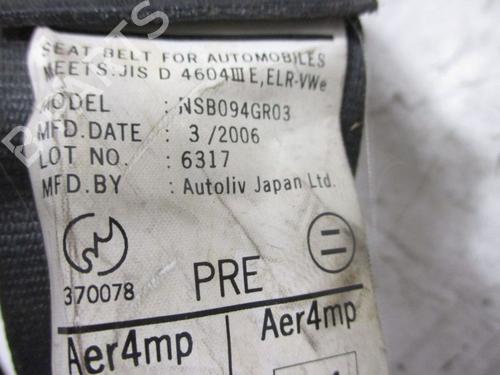 SEAT BELT FOR AUTOMOBILES
MEETS:JIS D 4604III E,ELR-VWe
MODEL : NSB094GR03
MFD.DATE : 3/2006
LOT NO. : 6317
MFD.BY : Autoliv Japan Ltd.
370078
PRE
Aer4mp
Aer4mp